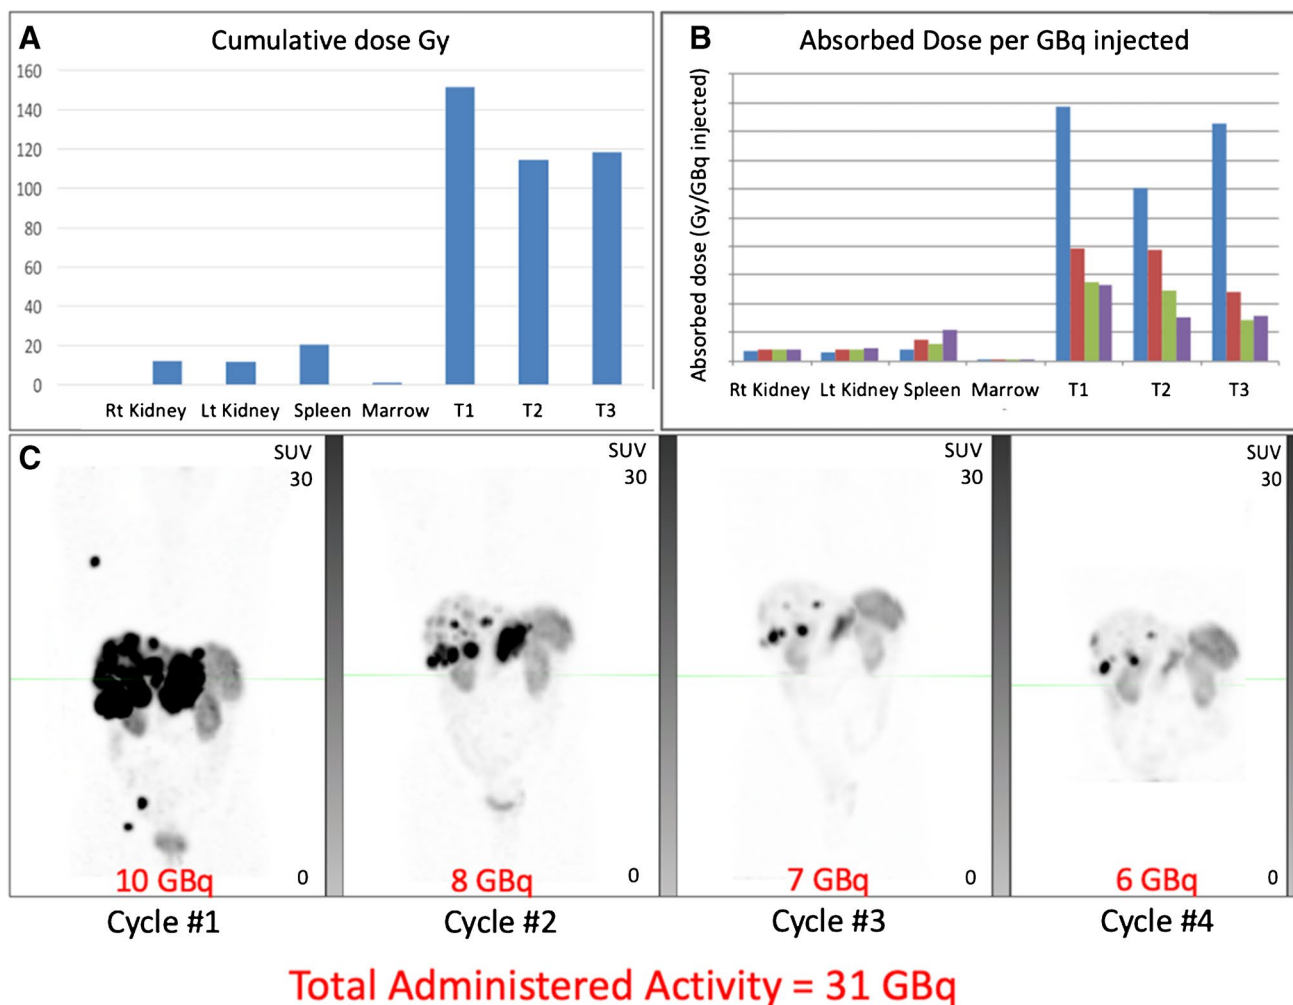 A
Cumulative dose Gy
160
140
120
100
80
60
40
20
0
Rt Kidney Lt Kidney Spleen Marrow T1 T2 T3
B
Absorbed Dose per GBq injected
Absorbed dose (Gy/GBq injected)
Rt Kidney Lt Kidney Spleen Marrow T1 T2 T3
C
SUV
30
0
10 GBq
Cycle #1
SUV
30
0
8 GBq
Cycle #2
SUV
30
0
7 GBq
Cycle #3
SUV
30
0
6 GBq
Cycle #4
Total Administered Activity = 31 GBq